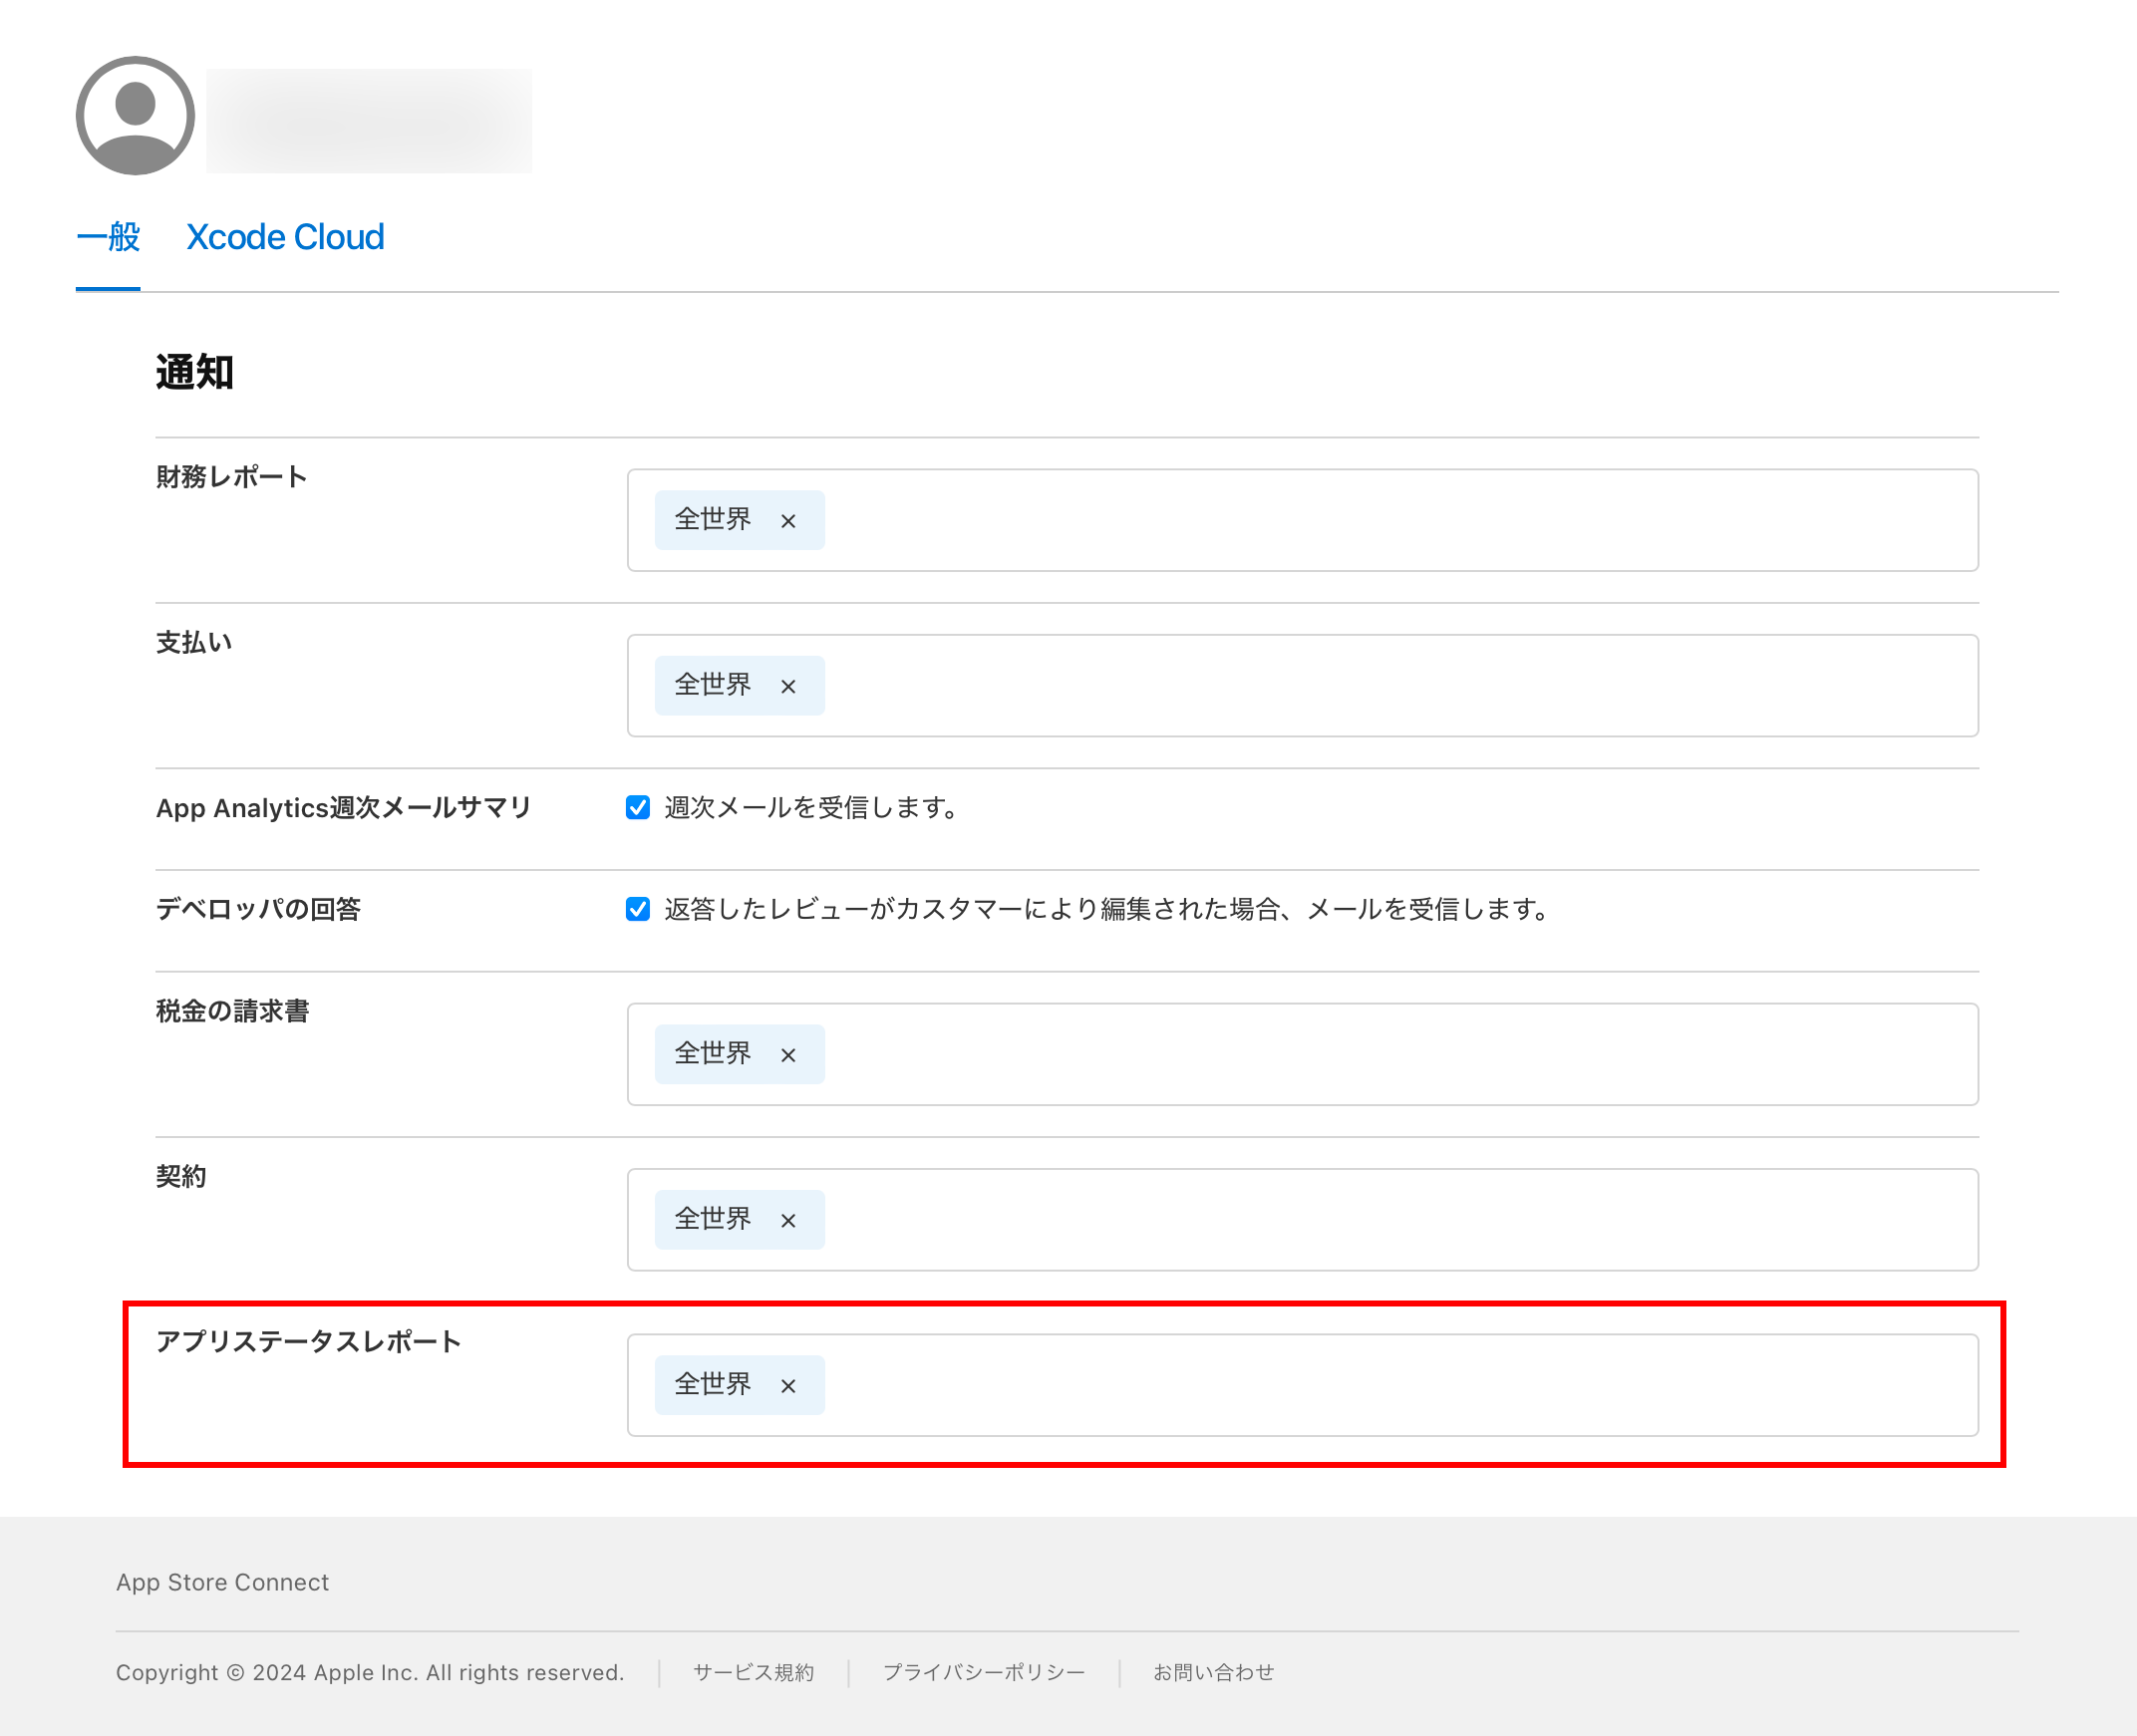 一般 Xcode Cloud
通知
財務レポート
全世界 ×
支払い
全世界 ×
App Analytics週次メールサマリ 週次メールを受信します。
デベロッパの回答 返答したレビューがカスタマーにより編集された場合、メールを受信します。
税金の請求書
全世界 ×
契約
全世界 ×
アプリステータスレポート
全世界 ×
App Store Connect
Copyright © 2024 Apple Inc. All rights reserved. サービス規約 プライバシーポリシー お問い合わせ